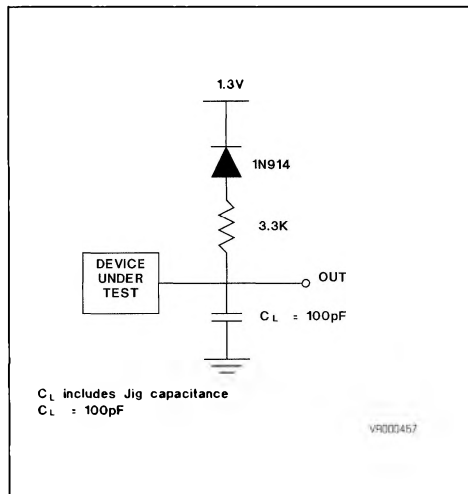 1.3V
1N914
3.3K
DEVICE
UNDER
TEST
OUT
CL = 100pF
CL includes Jig capacitance
CL = 100pF
VR000457